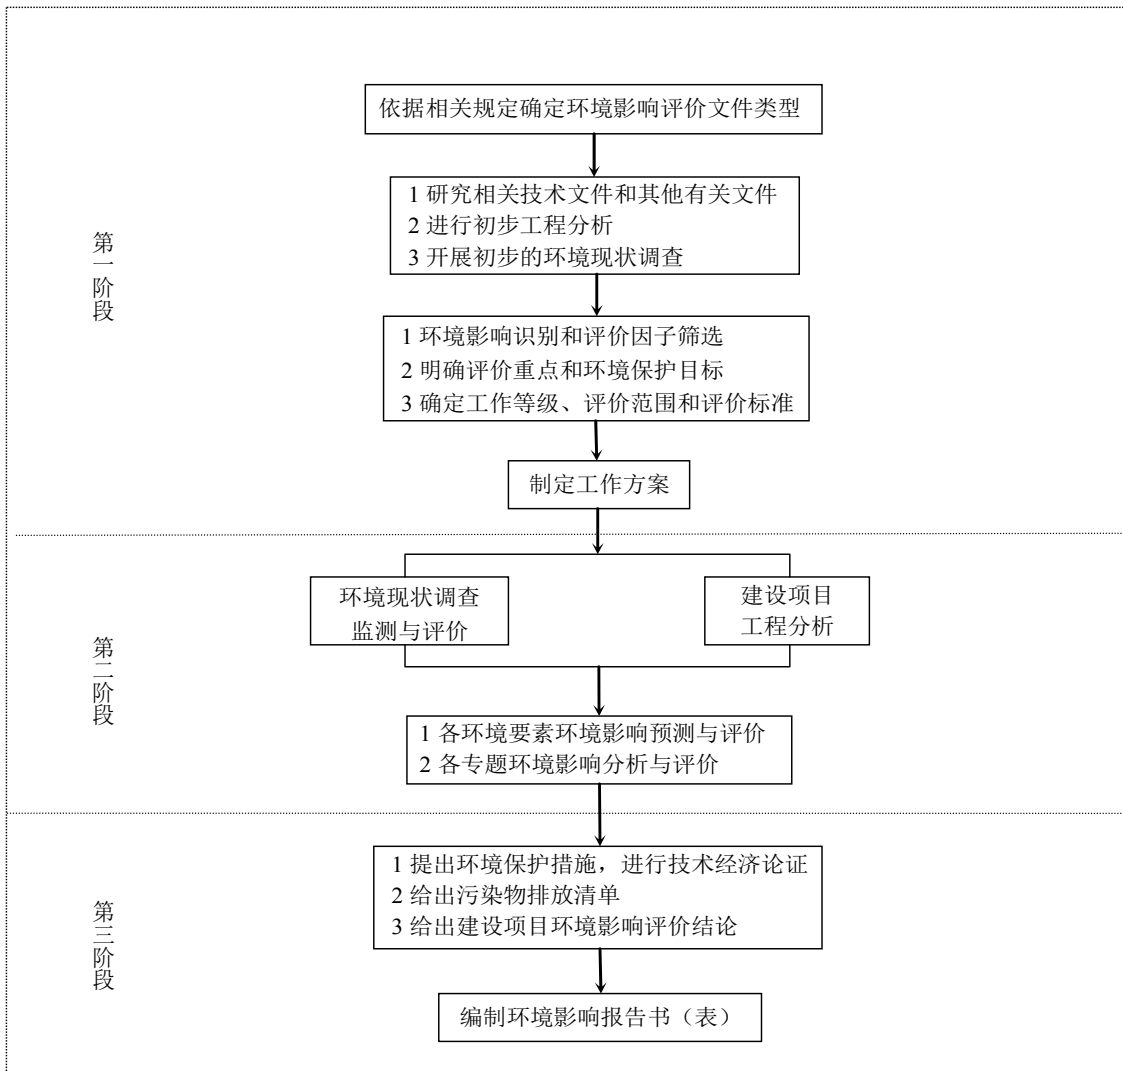 依据相关规定确定环境影响评价文件类型
1 研究相关技术文件和其他有关文件
2 进行初步工程分析
3 开展初步的环境现状调查
第一阶段
1 环境影响识别和评价因子筛选
2 明确评价重点和环境保护目标
3 确定工作等级、评价范围和评价标准
制定工作方案
环境现状调查
监测与评价
建设项目
工程分析
第二阶段
1 各环境要素环境影响预测与评价
2 各专题环境影响分析与评价
1 提出环境保护措施，进行技术经济论证
2 给出污染物排放清单
3 给出建设项目环境影响评价结论
第三阶段
编制环境影响报告书（表）